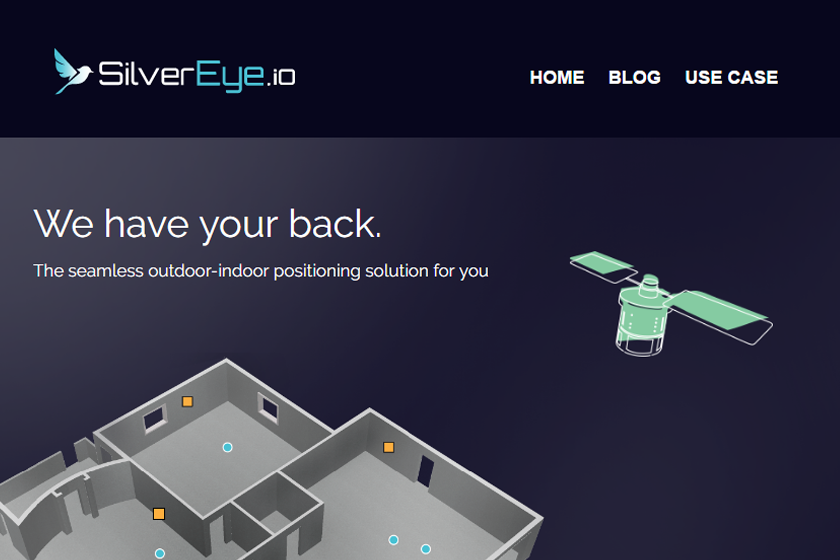 SilverEye.io
HOME BLOG USE CASE
We have your back.
The seamless outdoor-indoor positioning solution for you